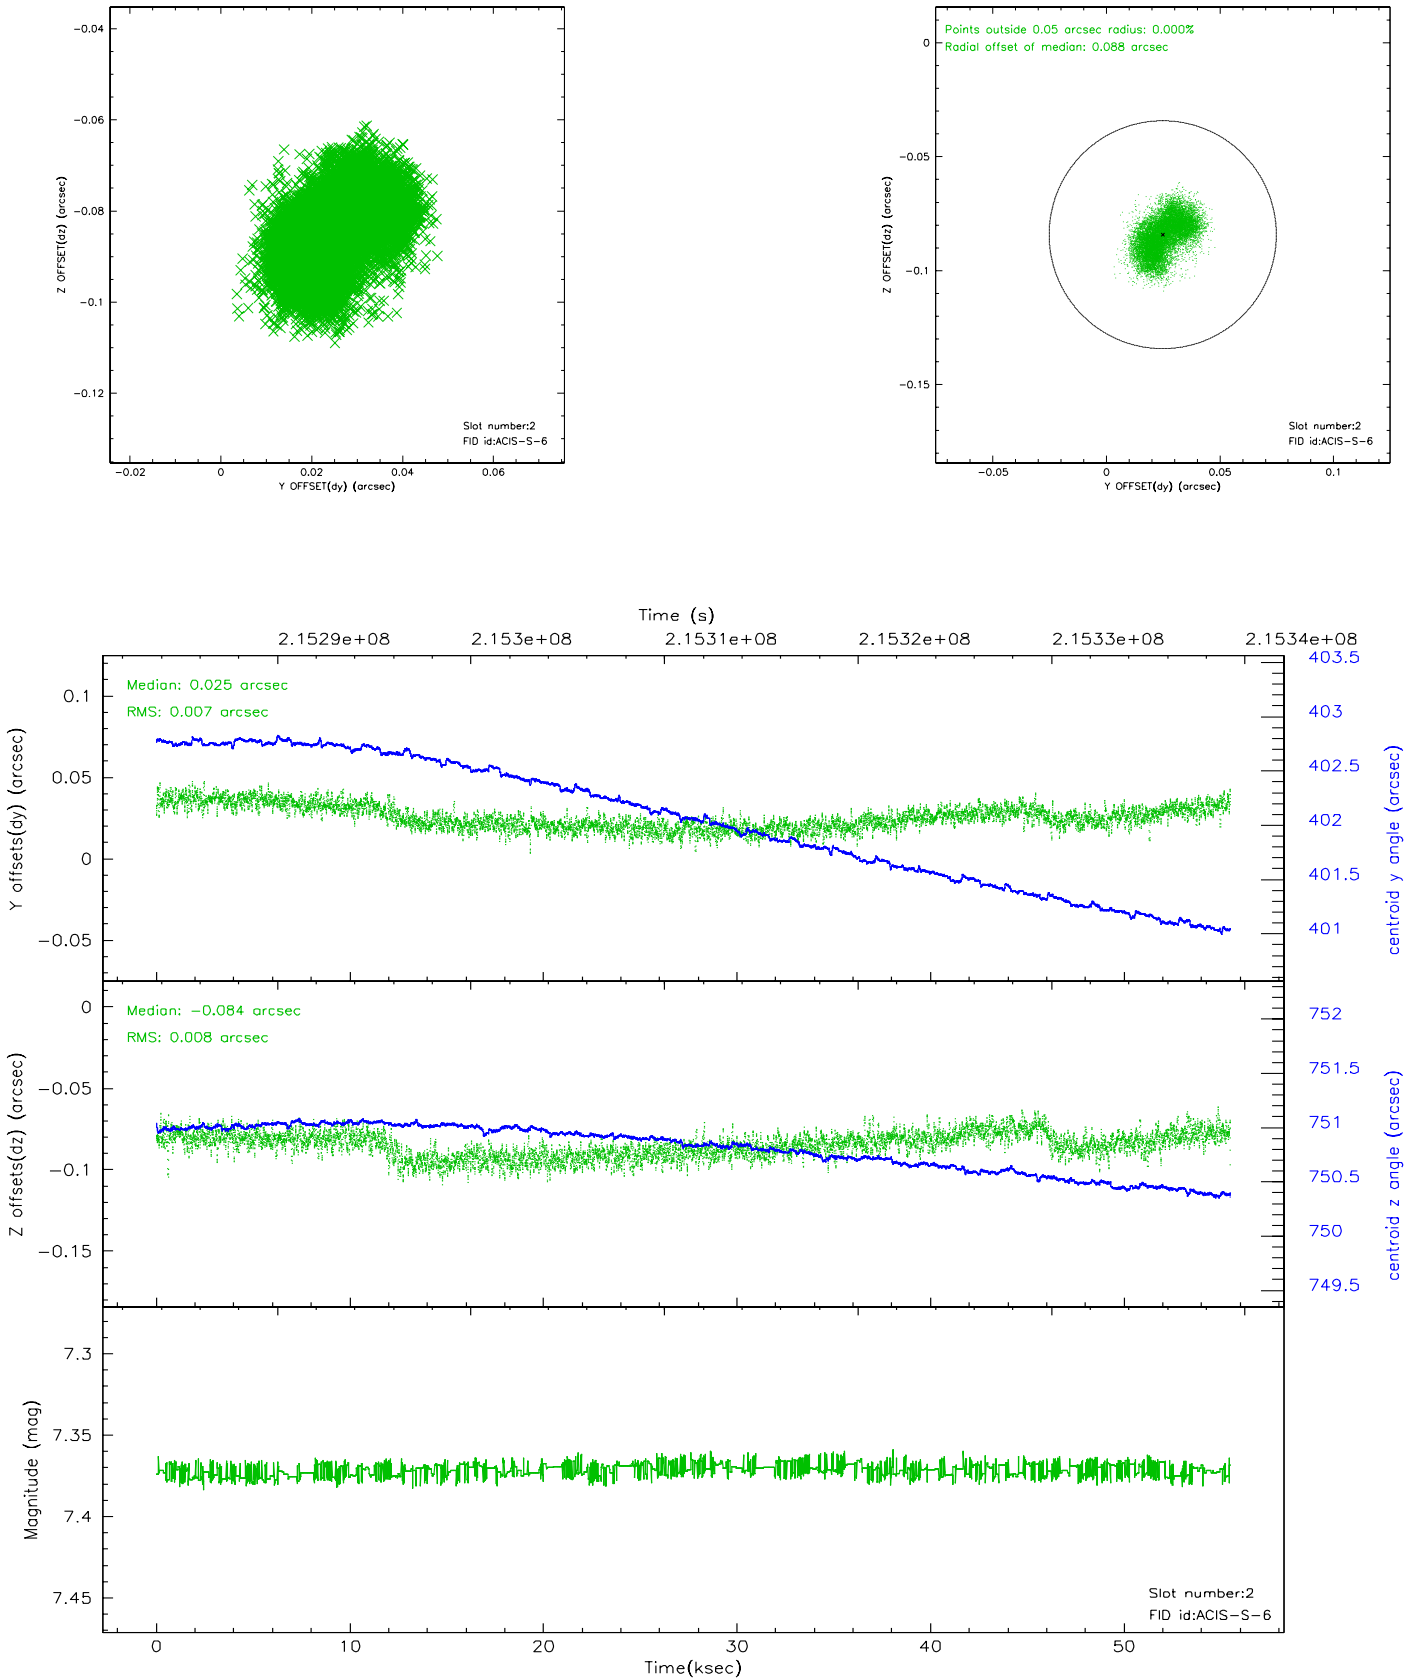 −0.04
−0.06
−0.08
−0.1
−0.12
Z OFFSET(dz) (arcsec)
Slot number:2
FID id:ACIS−S−6
−0.02 0 0.02 0.04 0.06
Y OFFSET(dy) (arcsec)
Points outside 0.05 arcsec radius: 0.000%
Radial offset of median: 0.088 arcsec
0
−0.05
−0.1
−0.15
Z OFFSET(dz) (arcsec)
Slot number:2
FID id:ACIS−S−6
−0.05 0 0.05 0.1
Y OFFSET(dy) (arcsec)
Time (s)
2.1529e+08 2.153e+08 2.1531e+08 2.1532e+08 2.1533e+08 2.1534e+08
Median: 0.025 arcsec
RMS: 0.007 arcsec
0.1
0.05
0
−0.05
Y offsets(dy) (arcsec)
403.5
403
402.5
402
401.5
401
centroid y angle (arcsec)
Median: −0.084 arcsec
RMS: 0.008 arcsec
0
−0.05
−0.1
−0.15
Z offsets(dz) (arcsec)
752
751.5
751
750.5
750
749.5
centroid z angle (arcsec)
7.3
7.35
7.4
7.45
Magnitude (mag)
Slot number:2
FID id:ACIS−S−6
0 10 20 30 40 50
Time(ksec)